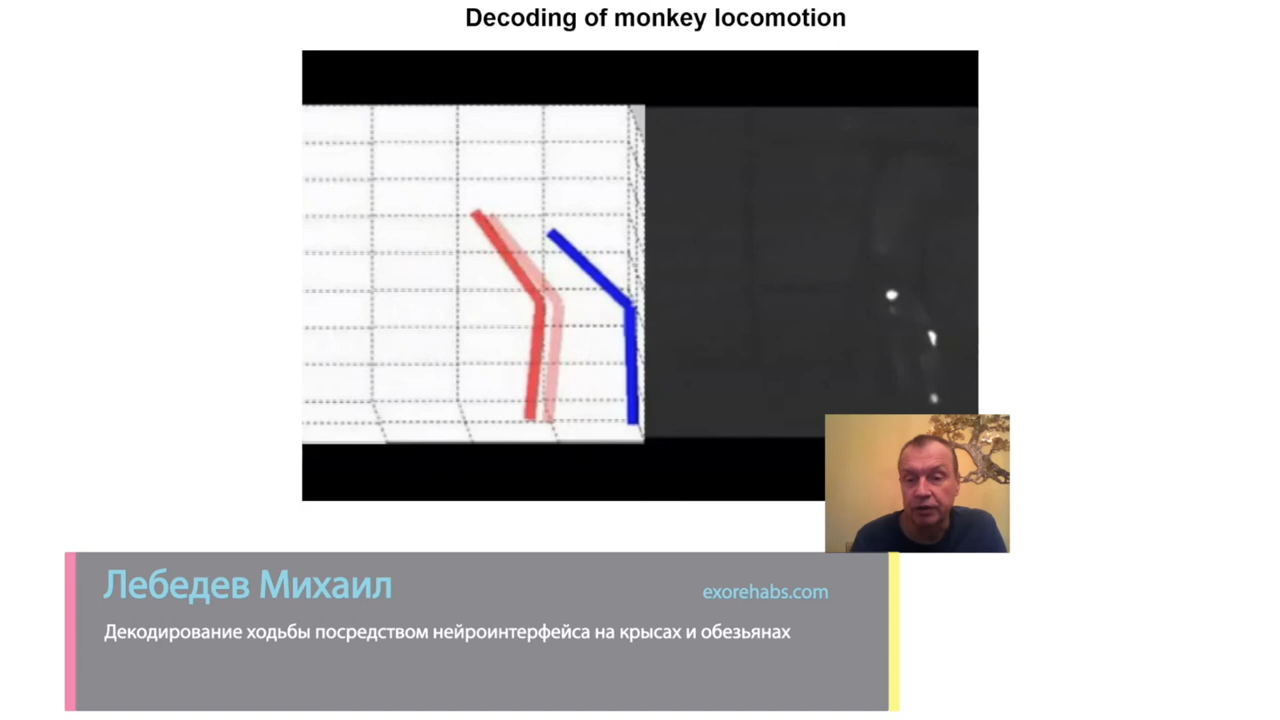 Decoding of monkey locomotion
Лебедев Михаил
exorehabs.com
Декодирование ходьбы посредством нейроинтерфейса на крысах и обезьянах